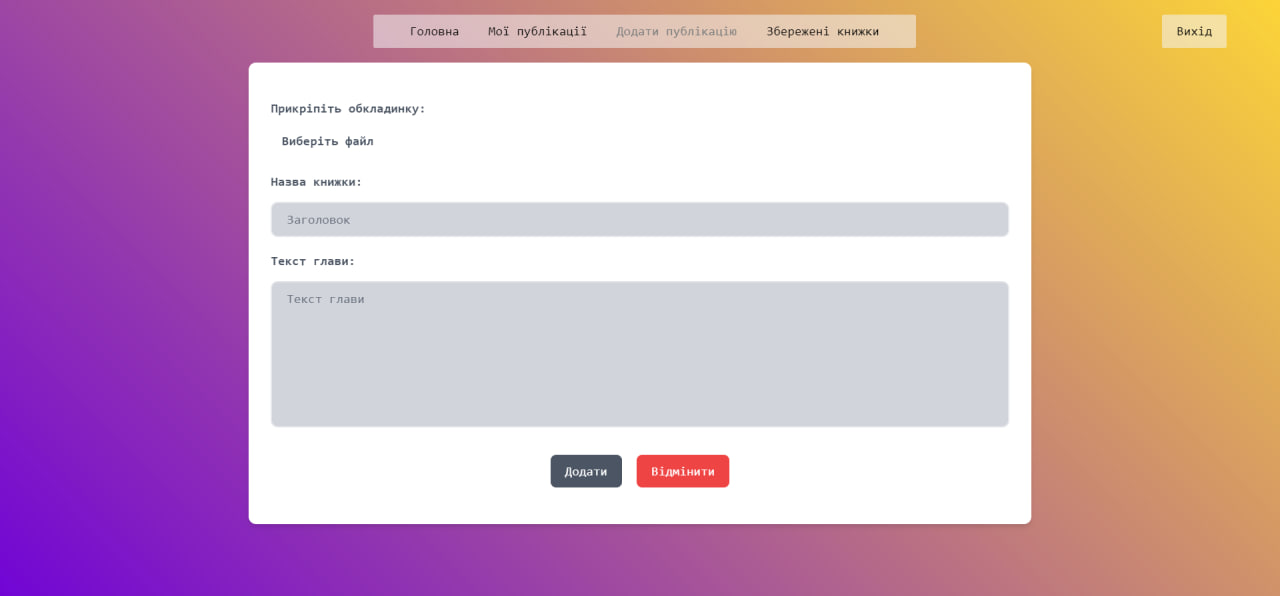 Головна Мої публікації Додати публікацію Збережені книжки Вихід
Прикріпіть обкладинку:
Виберіть файл
Назва книжки:
Заголовок
Текст глави:
Текст глави
Додати Відмінити